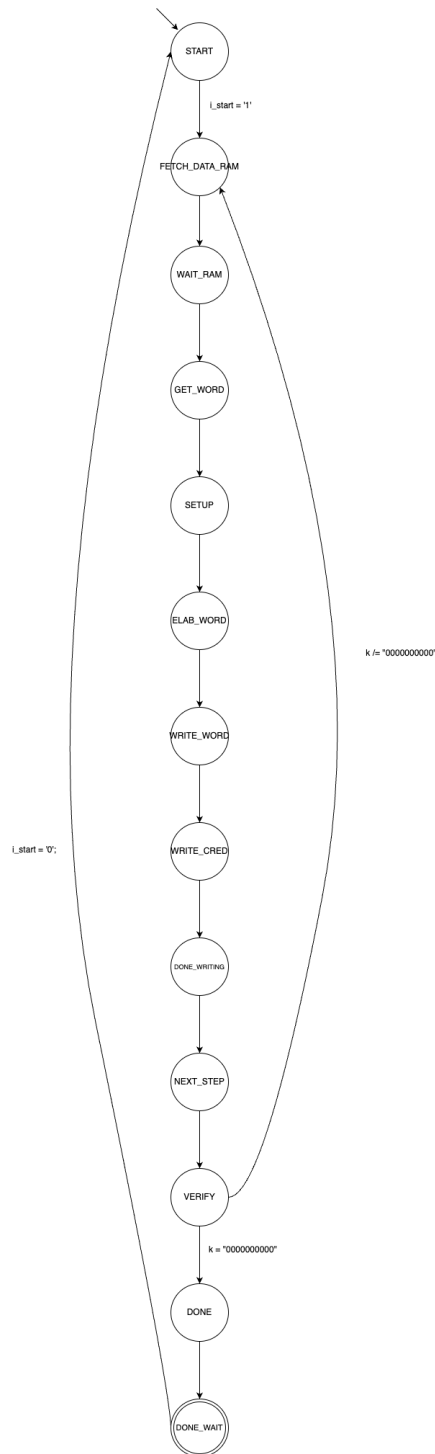 START
i_start = '1'
FETCH_DATA_RAM
WAIT_RAM
GET_WORD
SETUP
ELAB_WORD
k /= "0000000000"
WRITE_WORD
i_start = '0';
WRITE_CRED
DONE_WRITING
NEXT_STEP
VERIFY
k = "0000000000"
DONE
DONE_WAIT